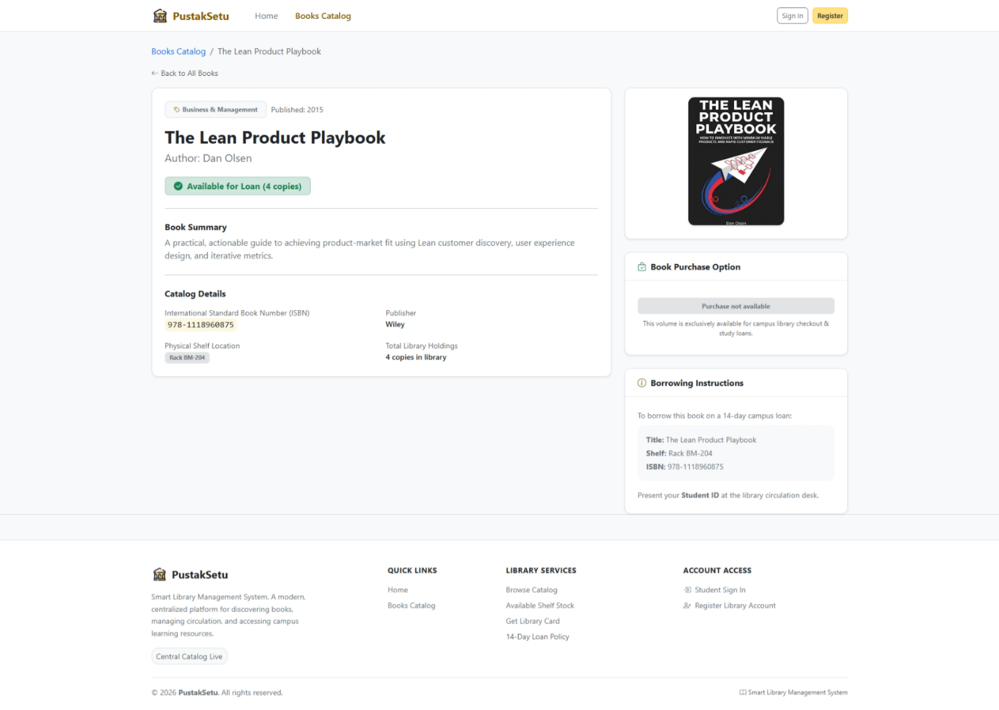 PustakSetu
Home
Books Catalog
Sign In
Register
Books Catalog / The Lean Product Playbook
← Back to All Books
Business & Management
Published: 2015
The Lean Product Playbook
Author: Dan Olsen
Available for Loan (4 copies)
Book Summary
A practical, actionable guide to achieving product-market fit using Lean customer discovery, user experience
design, and iterative metrics.
Catalog Details
International Standard Book Number (ISBN)
978-1118960875
Publisher
Wiley
Physical Shelf Location
Rack BM-204
Total Library Holdings
4 copies in library
THE LEAN
PRODUCT
PLAYBOOK
HOW TO INNOVATE WITH MINIMUM VIABLE
PRODUCTS AND RAPID CUSTOMER FEEDBACK
Dan Olsen
Book Purchase Option
Purchase not available
This volume is exclusively available for campus library checkout &
study loans.
Borrowing Instructions
To borrow this book on a 14-day campus loan:
Title: The Lean Product Playbook
Shelf: Rack BM-204
ISBN: 978-1118960875
Present your Student ID at the library circulation desk.
PustakSetu
Smart Library Management System. A modern,
centralized platform for discovering books,
managing circulation, and accessing campus
learning resources.
Central Catalog Live
QUICK LINKS
Home
Books Catalog
LIBRARY SERVICES
Browse Catalog
Available Shelf Stock
Get Library Card
14-Day Loan Policy
ACCOUNT ACCESS
Student Sign In
Register Library Account
© 2026 PustakSetu. All rights reserved.
Smart Library Management System